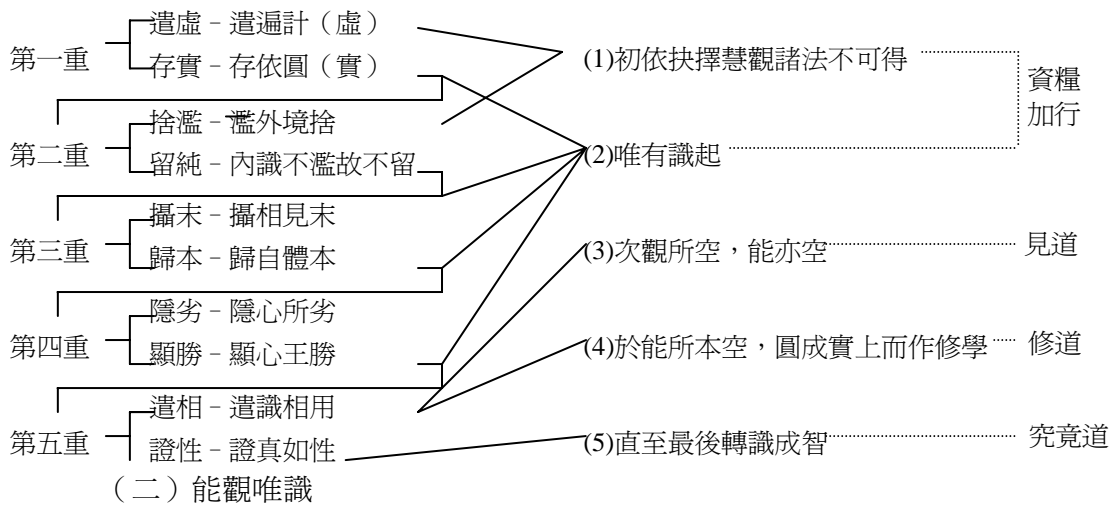 遣虛－遣遍計（虛）
第一重
(1)初依抉擇慧觀諸法不可得
存實－存依圓（實）
資糧
加行
捨濫－濫外境捨
第二重
(2)唯有識起
留純－內識不濫故不留
攝末－攝相見末
第三重
(3)次觀所空，能亦空
見道
歸本－歸自體本
隱劣－隱心所劣
第四重
(4)於能所本空，圓成實上而作修學
修道
顯勝－顯心王勝
遣相－遣識相用
第五重
(5)直至最後轉識成智
究竟道
證性－證真如性
（二）能觀唯識